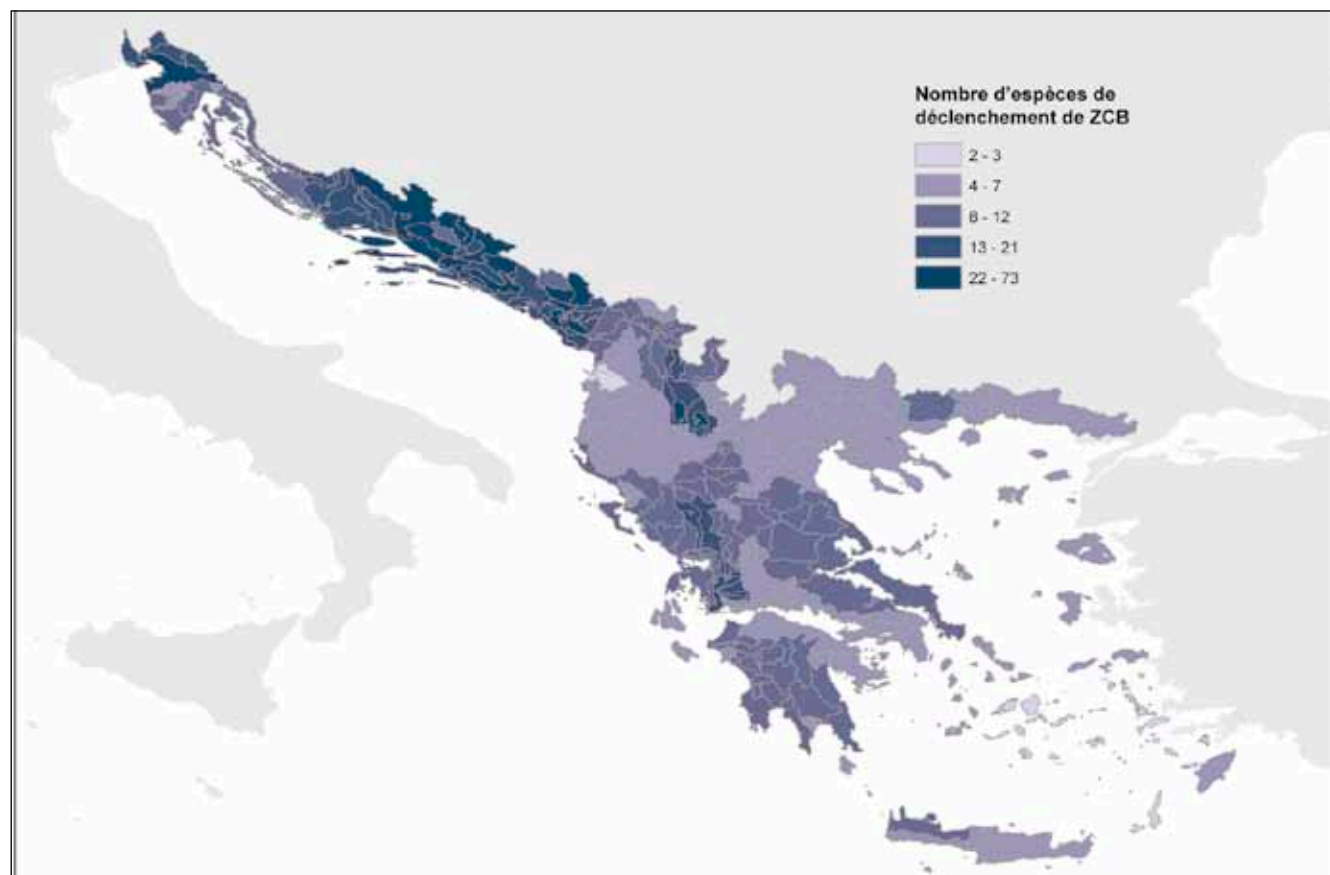 Nombre d'espèces de
déclenchement de ZCB
2 - 3
4 - 7
8 - 12
13 - 21
22 - 73